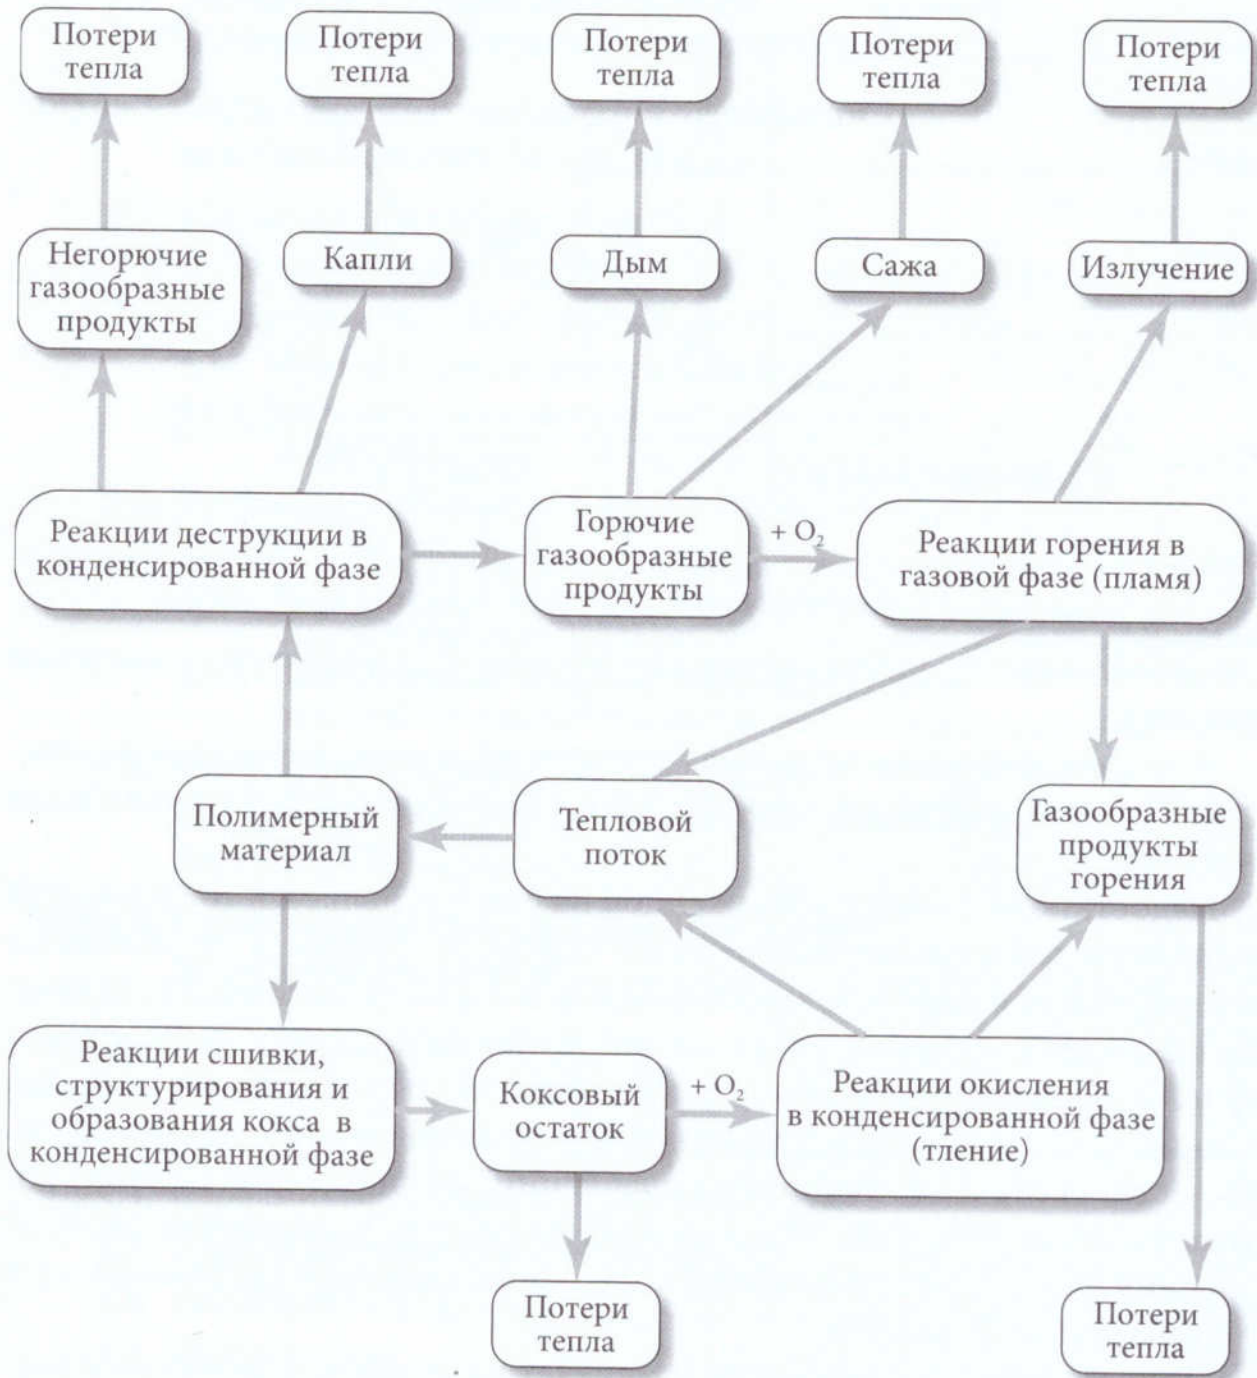 Потери
тепла
Потери
тепла
Потери
тепла
Потери
тепла
Потери
тепла
Негорючие
газообразные
продукты
Капли
Дым
Сажа
Излучение
Реакции деструкции в
конденсированной фазе
Горючие
газообразные
продукты
+ O₂
Реакции горения в
газовой фазе (пламя)
Полимерный
материал
Тепловой
поток
Газообразные
продукты
горения
Реакции сшивки,
структурирования и
образования кокса в
конденсированной фазе
Коксовый
остаток
+ O₂
Реакции окисления
в конденсированной фазе
(тление)
Потери
тепла
Потери
тепла